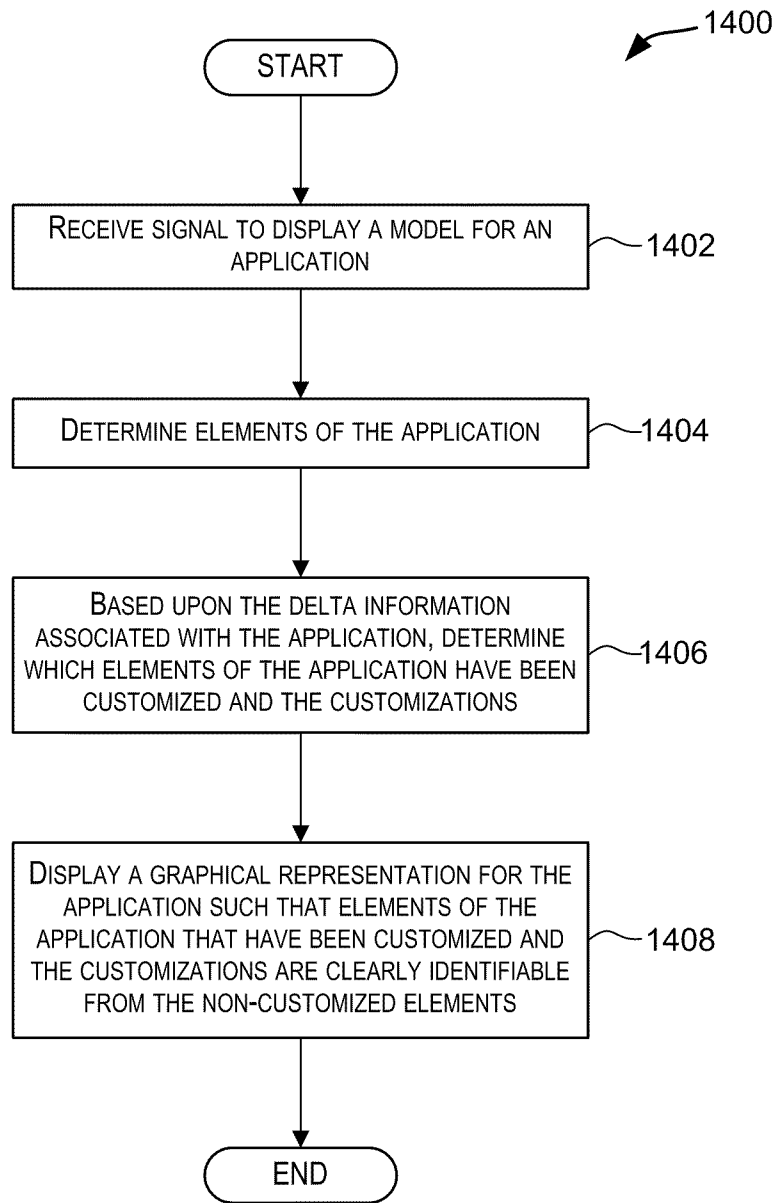 1400
START
RECEIVE SIGNAL TO DISPLAY A MODEL FOR AN
APPLICATION
1402
DETERMINE ELEMENTS OF THE APPLICATION
1404
BASED UPON THE DELTA INFORMATION
ASSOCIATED WITH THE APPLICATION, DETERMINE
WHICH ELEMENTS OF THE APPLICATION HAVE BEEN
CUSTOMIZED AND THE CUSTOMIZATIONS
1406
DISPLAY A GRAPHICAL REPRESENTATION FOR THE
APPLICATION SUCH THAT ELEMENTS OF THE
APPLICATION THAT HAVE BEEN CUSTOMIZED AND
THE CUSTOMIZATIONS ARE CLEARLY IDENTIFIABLE
FROM THE NON-CUSTOMIZED ELEMENTS
1408
END